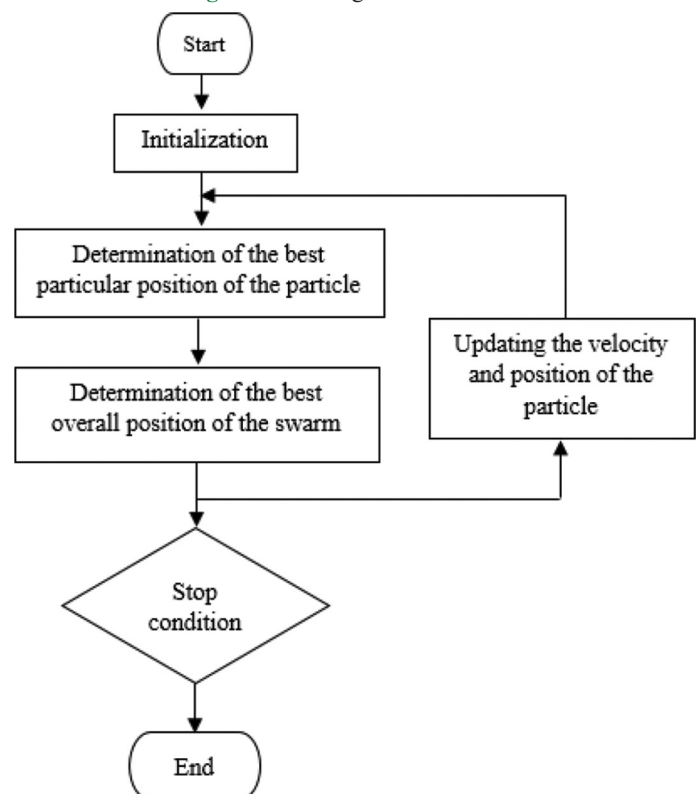 Start
Initialization
Determination of the best
particular position of the particle
Updating the velocity
and position of the
particle
Determination of the best
overall position of the swarm
Stop
condition
End